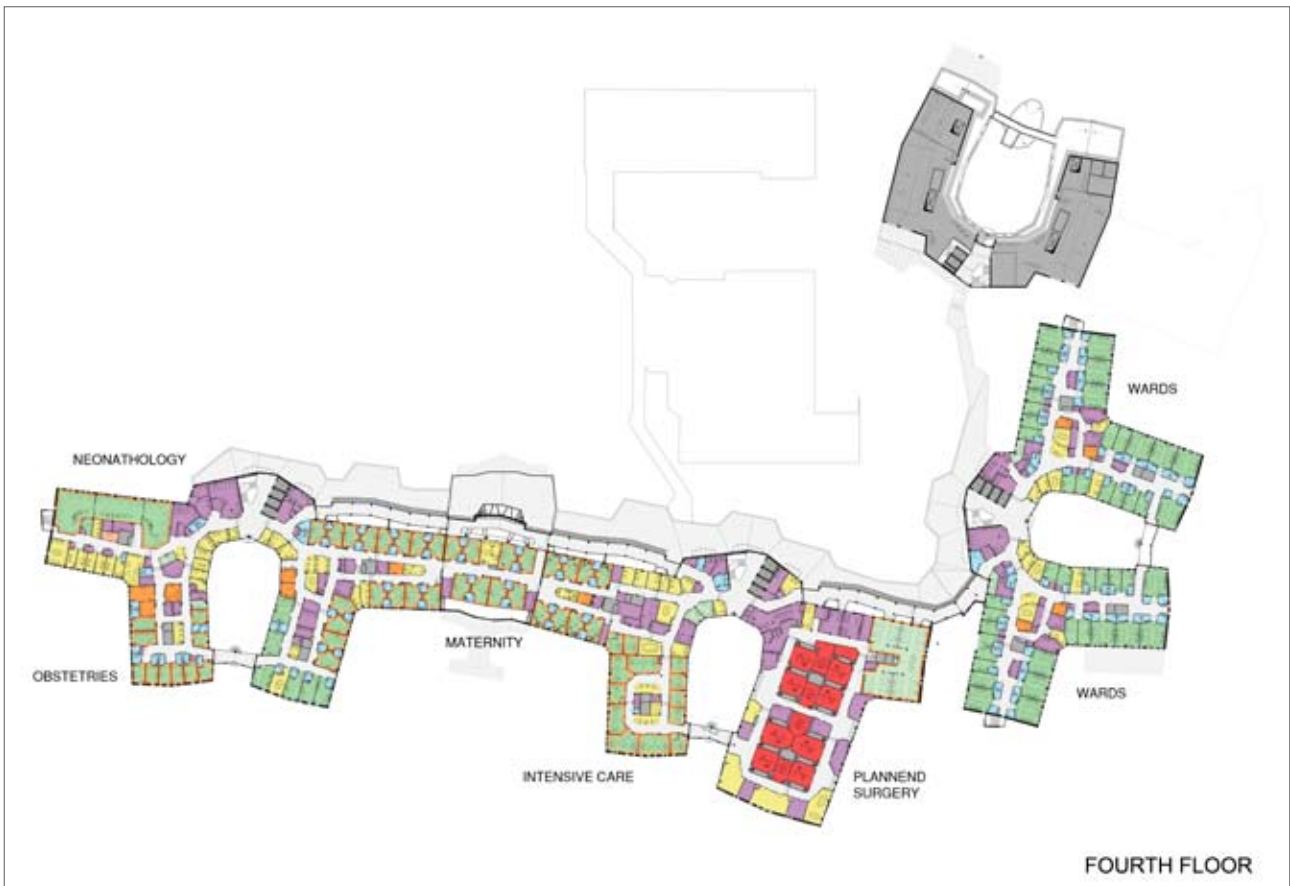 WARDS
NEONATHOLOGY
MATERNITY
OBSTETRIES
WARDS
INTENSIVE CARE
PLANNEND
SURGERY
FOURTH FLOOR